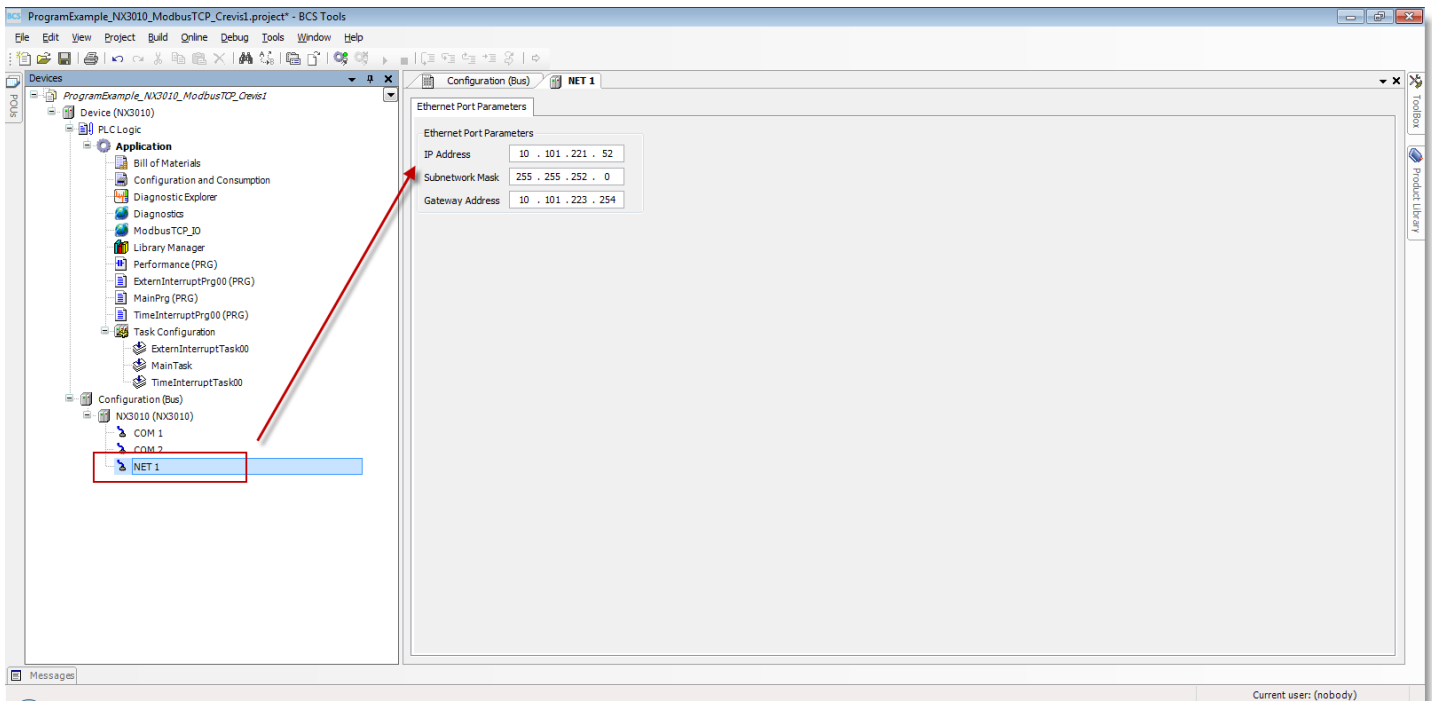 BCS ProgramExample_NX3010_ModbusTCP_Crevis1.project* - BCS Tools
File Edit View Project Build Online Debug Tools Window Help
Devices
POUs
ProgramExample_NX3010_ModbusTCP_Crevis1
Device (NX3010)
PLC Logic
Application
Bill of Materials
Configuration and Consumption
Diagnostic Explorer
Diagnostics
ModbusTCP_IO
Library Manager
Performance (PRG)
ExternInterruptPrg00 (PRG)
MainPrg (PRG)
TimeInterruptPrg00 (PRG)
Task Configuration
ExternInterruptTask00
MainTask
TimeInterruptTask00
Configuration (Bus)
NX3010 (NX3010)
COM 1
COM 2
NET 1
Configuration (Bus) NET 1
Ethernet Port Parameters
Ethernet Port Parameters
IP Address 10 . 101 . 221 . 52
Subnetwork Mask 255 . 255 . 252 . 0
Gateway Address 10 . 101 . 223 . 254
ToolBox
Product Library
Messages
Current user: (nobody)